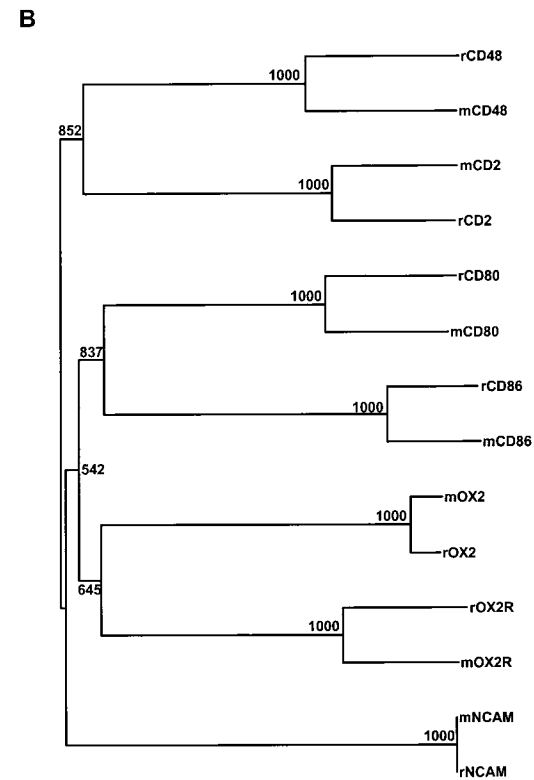 B
rCD48
1000
mCD48
852
mCD2
1000
rCD2
rCD80
1000
mCD80
837
rCD86
1000
mCD86
542
mOX2
1000
rOX2
645
rOX2R
1000
mOX2R
mNCAM
1000
rNCAM